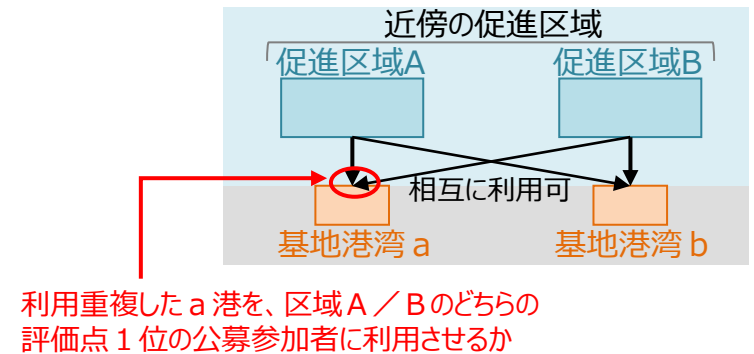 近傍の促進区域
促進区域A
促進区域B
相互に利用可
基地港湾a
基地港湾b
利用重複したa港を、区域A／Bのどちらの
評価点1位の公募参加者に利用させるか